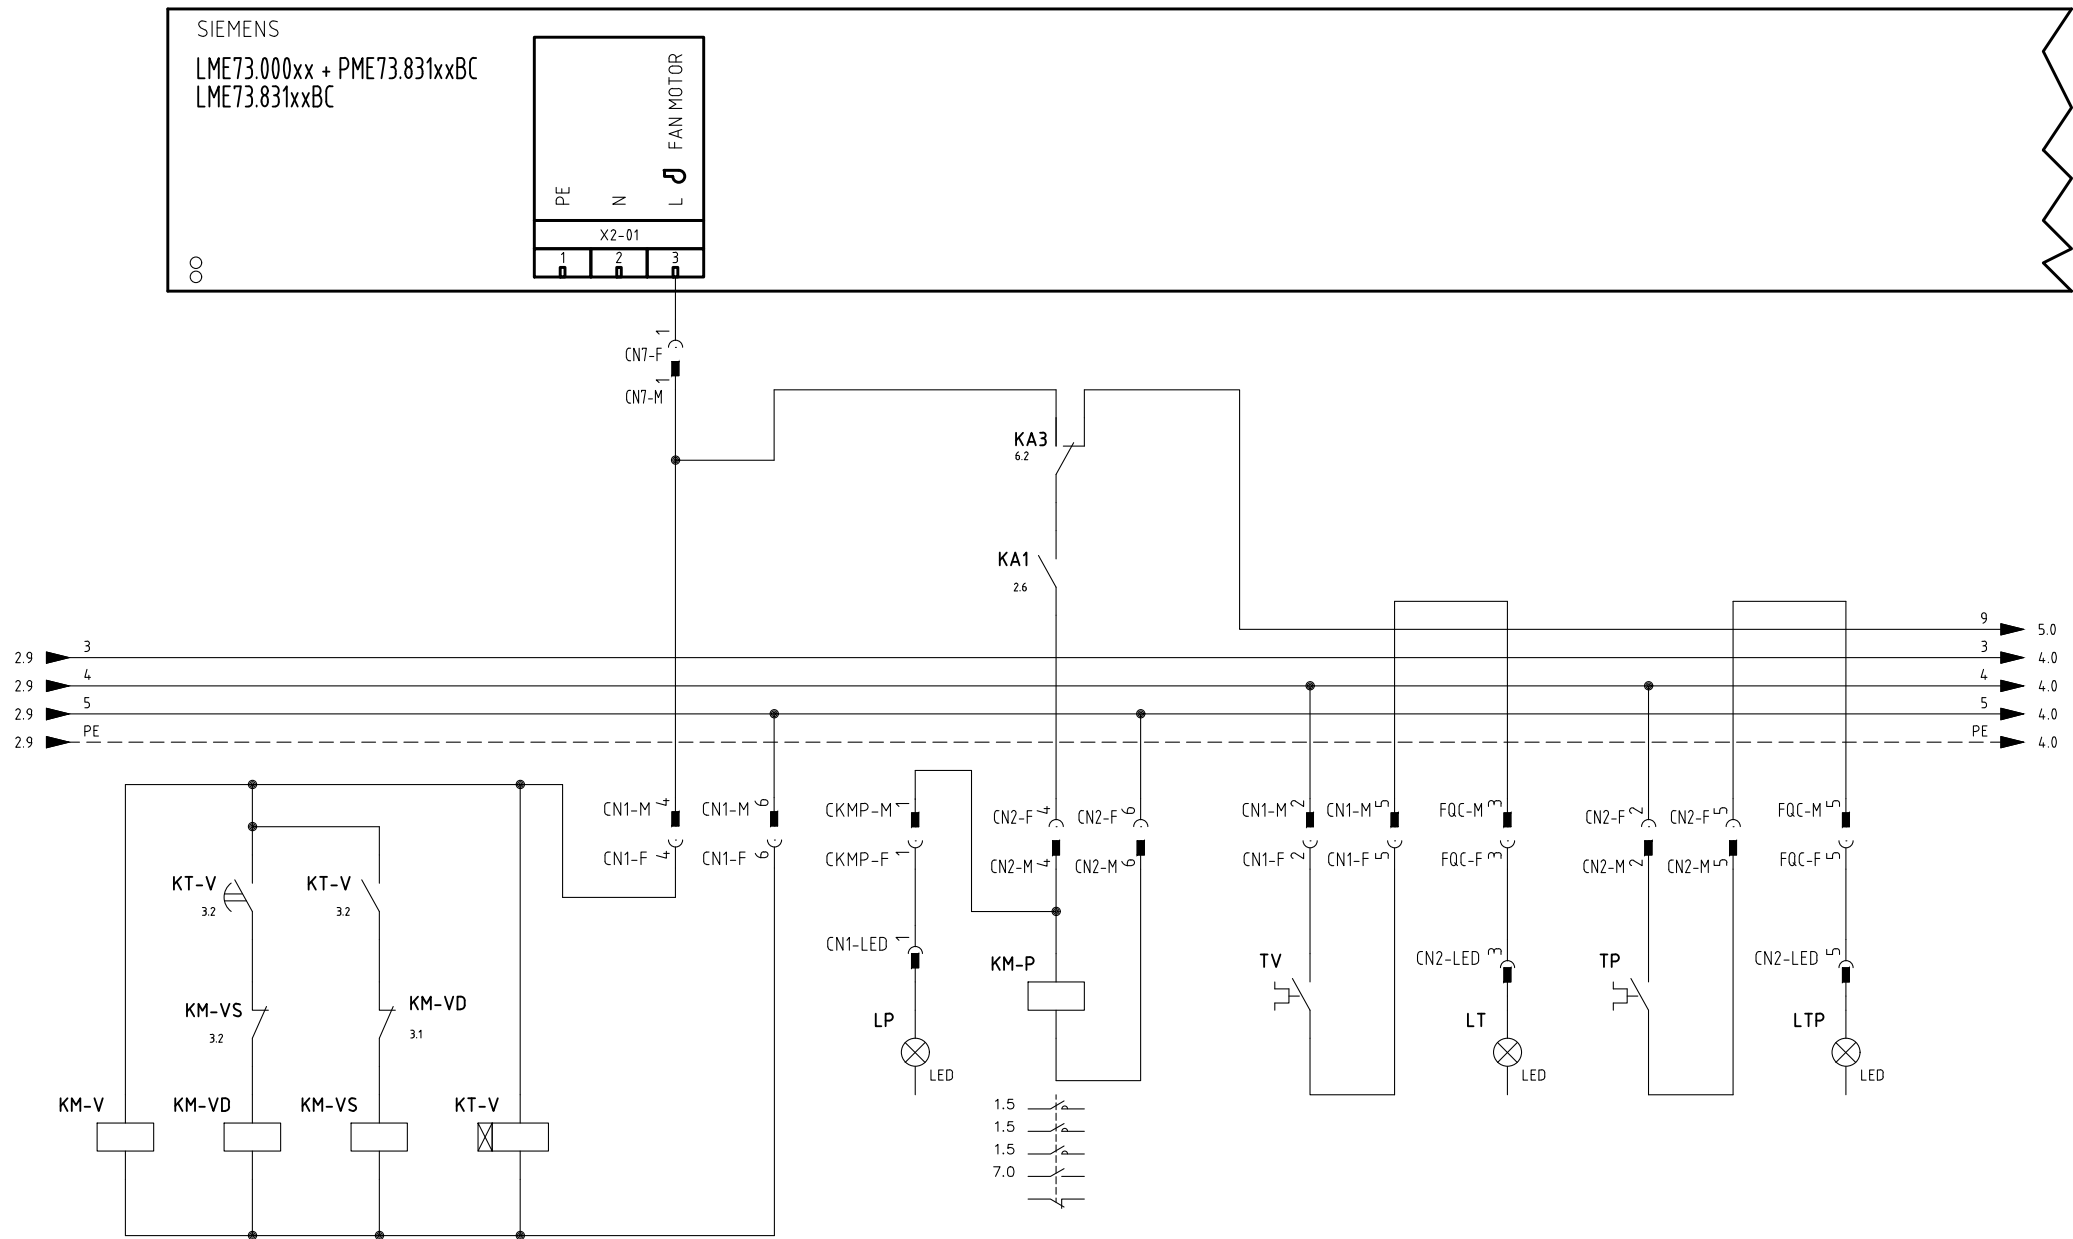 SIEMENS
LME73.000xx + PME73.831xxBC
LME73.831xxBC
PE
N
L
FAN MOTOR
X2-01
1 2 3
1
CN7-F
1
CN7-M
KA3
6.2
KA1
2.6
9 5.0
2.9 3 3 4.0
2.9 4 4 4.0
2.9 5 5 4.0
2.9 PE PE 4.0
CN1-M 4 CN1-M 6 CKMP-M 1 CN2-F 4 CN2-F 6 CN1-M 2 CN1-M 5 FQC-M 3 CN2-F 2 CN2-F 5 FQC-M 5
CN1-F 4 CN1-F 6 CKMP-F 1 CN2-M 4 CN2-M 6 CN1-F 2 CN1-F 5 FQC-F 3 CN2-M 2 CN2-M 5 FQC-F 5
KT-V KT-V
3.2 3.2
CN1-LED 1 CN2-LED 3 CN2-LED 5
KM-P TV TP
KM-VS KM-VD
3.2 3.1
LP LT LTP
LED LED LED
KM-V KM-VD KM-VS KT-V
1.5
1.5
1.5
7.0